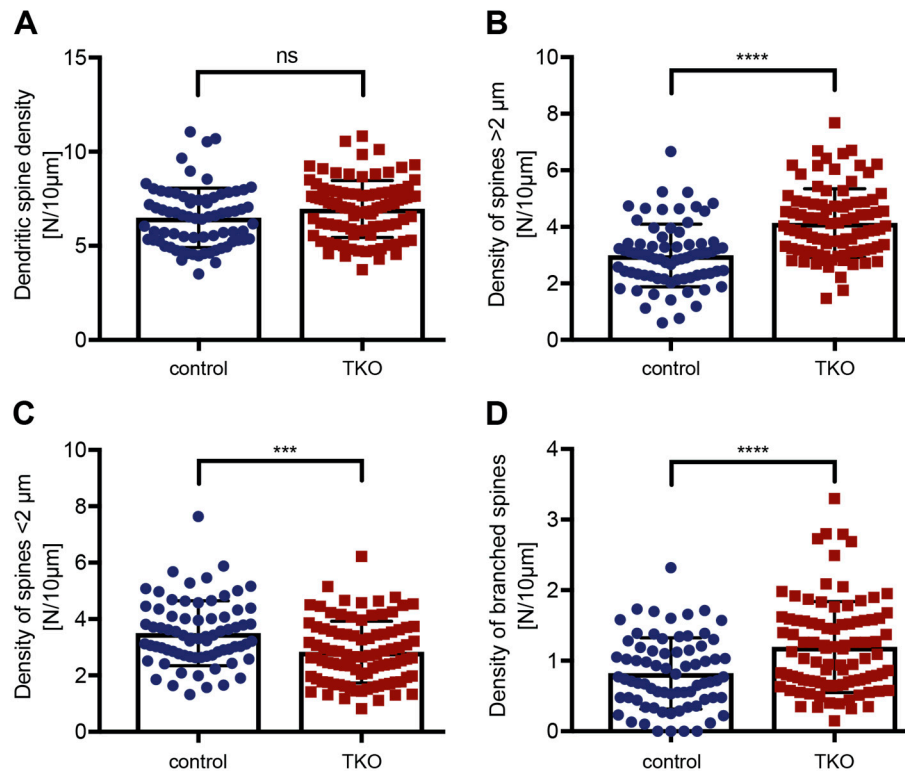 A
Dendritic spine density
[N/10µm]
15
10
5
0
ns
control
TKO
B
Density of spines >2 µm
[N/10µm]
10
8
6
4
2
0
****
control
TKO
C
Density of spines <2 µm
[N/10µm]
10
8
6
4
2
0
***
control
TKO
D
Density of branched spines
[N/10µm]
4
3
2
1
0
****
control
TKO